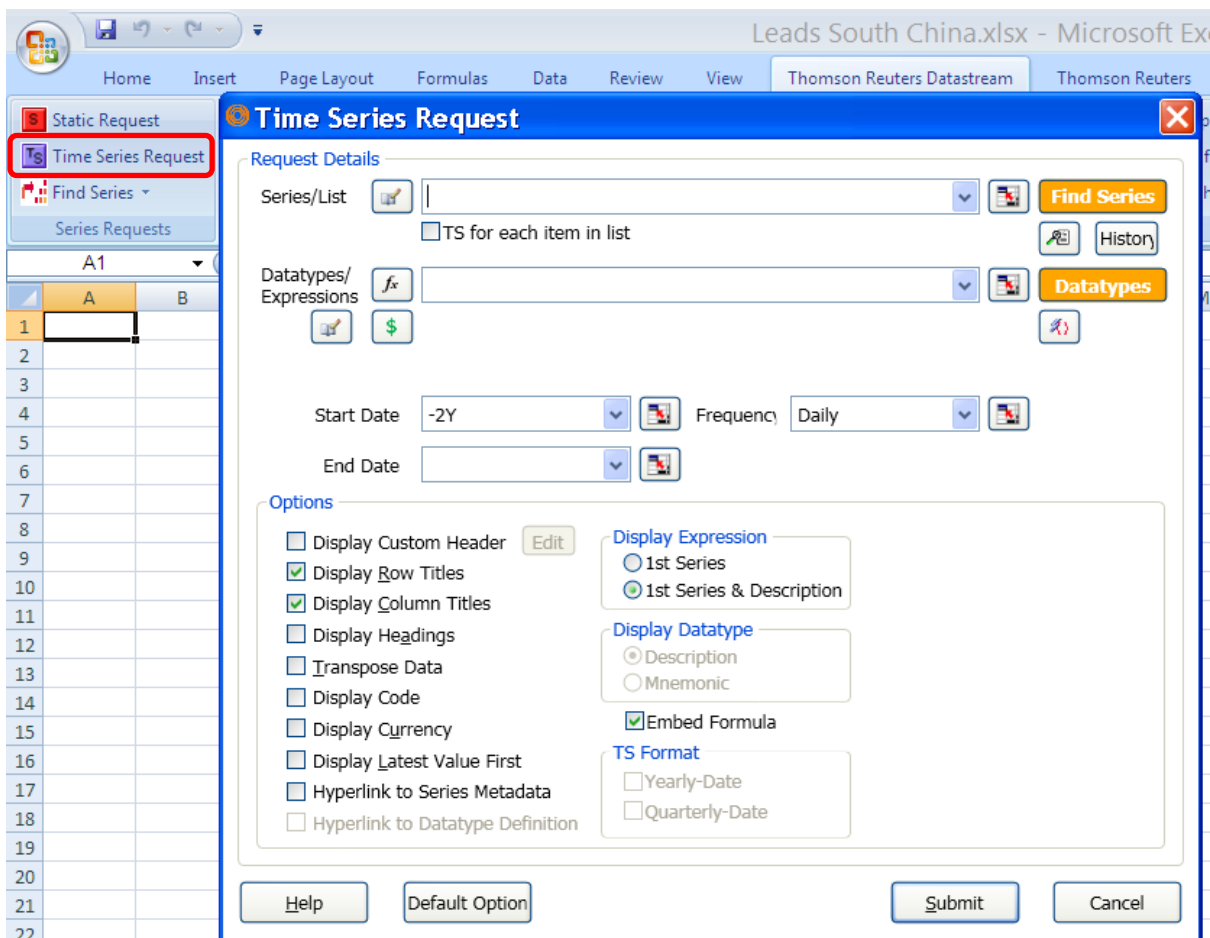 Leads South China.xlsx - Microsoft Ex
Home Insert Page Layout Formulas Data Review View Thomson Reuters Datastream Thomson Reuters
S Static Request
TS Time Series Request
Find Series
Series Requests
A1
A B
1
2
3
4
5
6
7
8
9
10
11
12
13
14
15
16
17
18
19
20
21
22
Time Series Request
Request Details
Series/List Find Series
TS for each item in list History
Datatypes/
Expressions fx Datatypes
$
Start Date -2Y Frequency Daily
End Date
Options
Display Custom Header Edit
Display Row Titles
Display Column Titles
Display Headings
Transpose Data
Display Code
Display Currency
Display Latest Value First
Hyperlink to Series Metadata
Hyperlink to Datatype Definition
Display Expression
1st Series
1st Series & Description
Display Datatype
Description
Mnemonic
Embed Formula
TS Format
Yearly-Date
Quarterly-Date
Help Default Option Submit Cancel